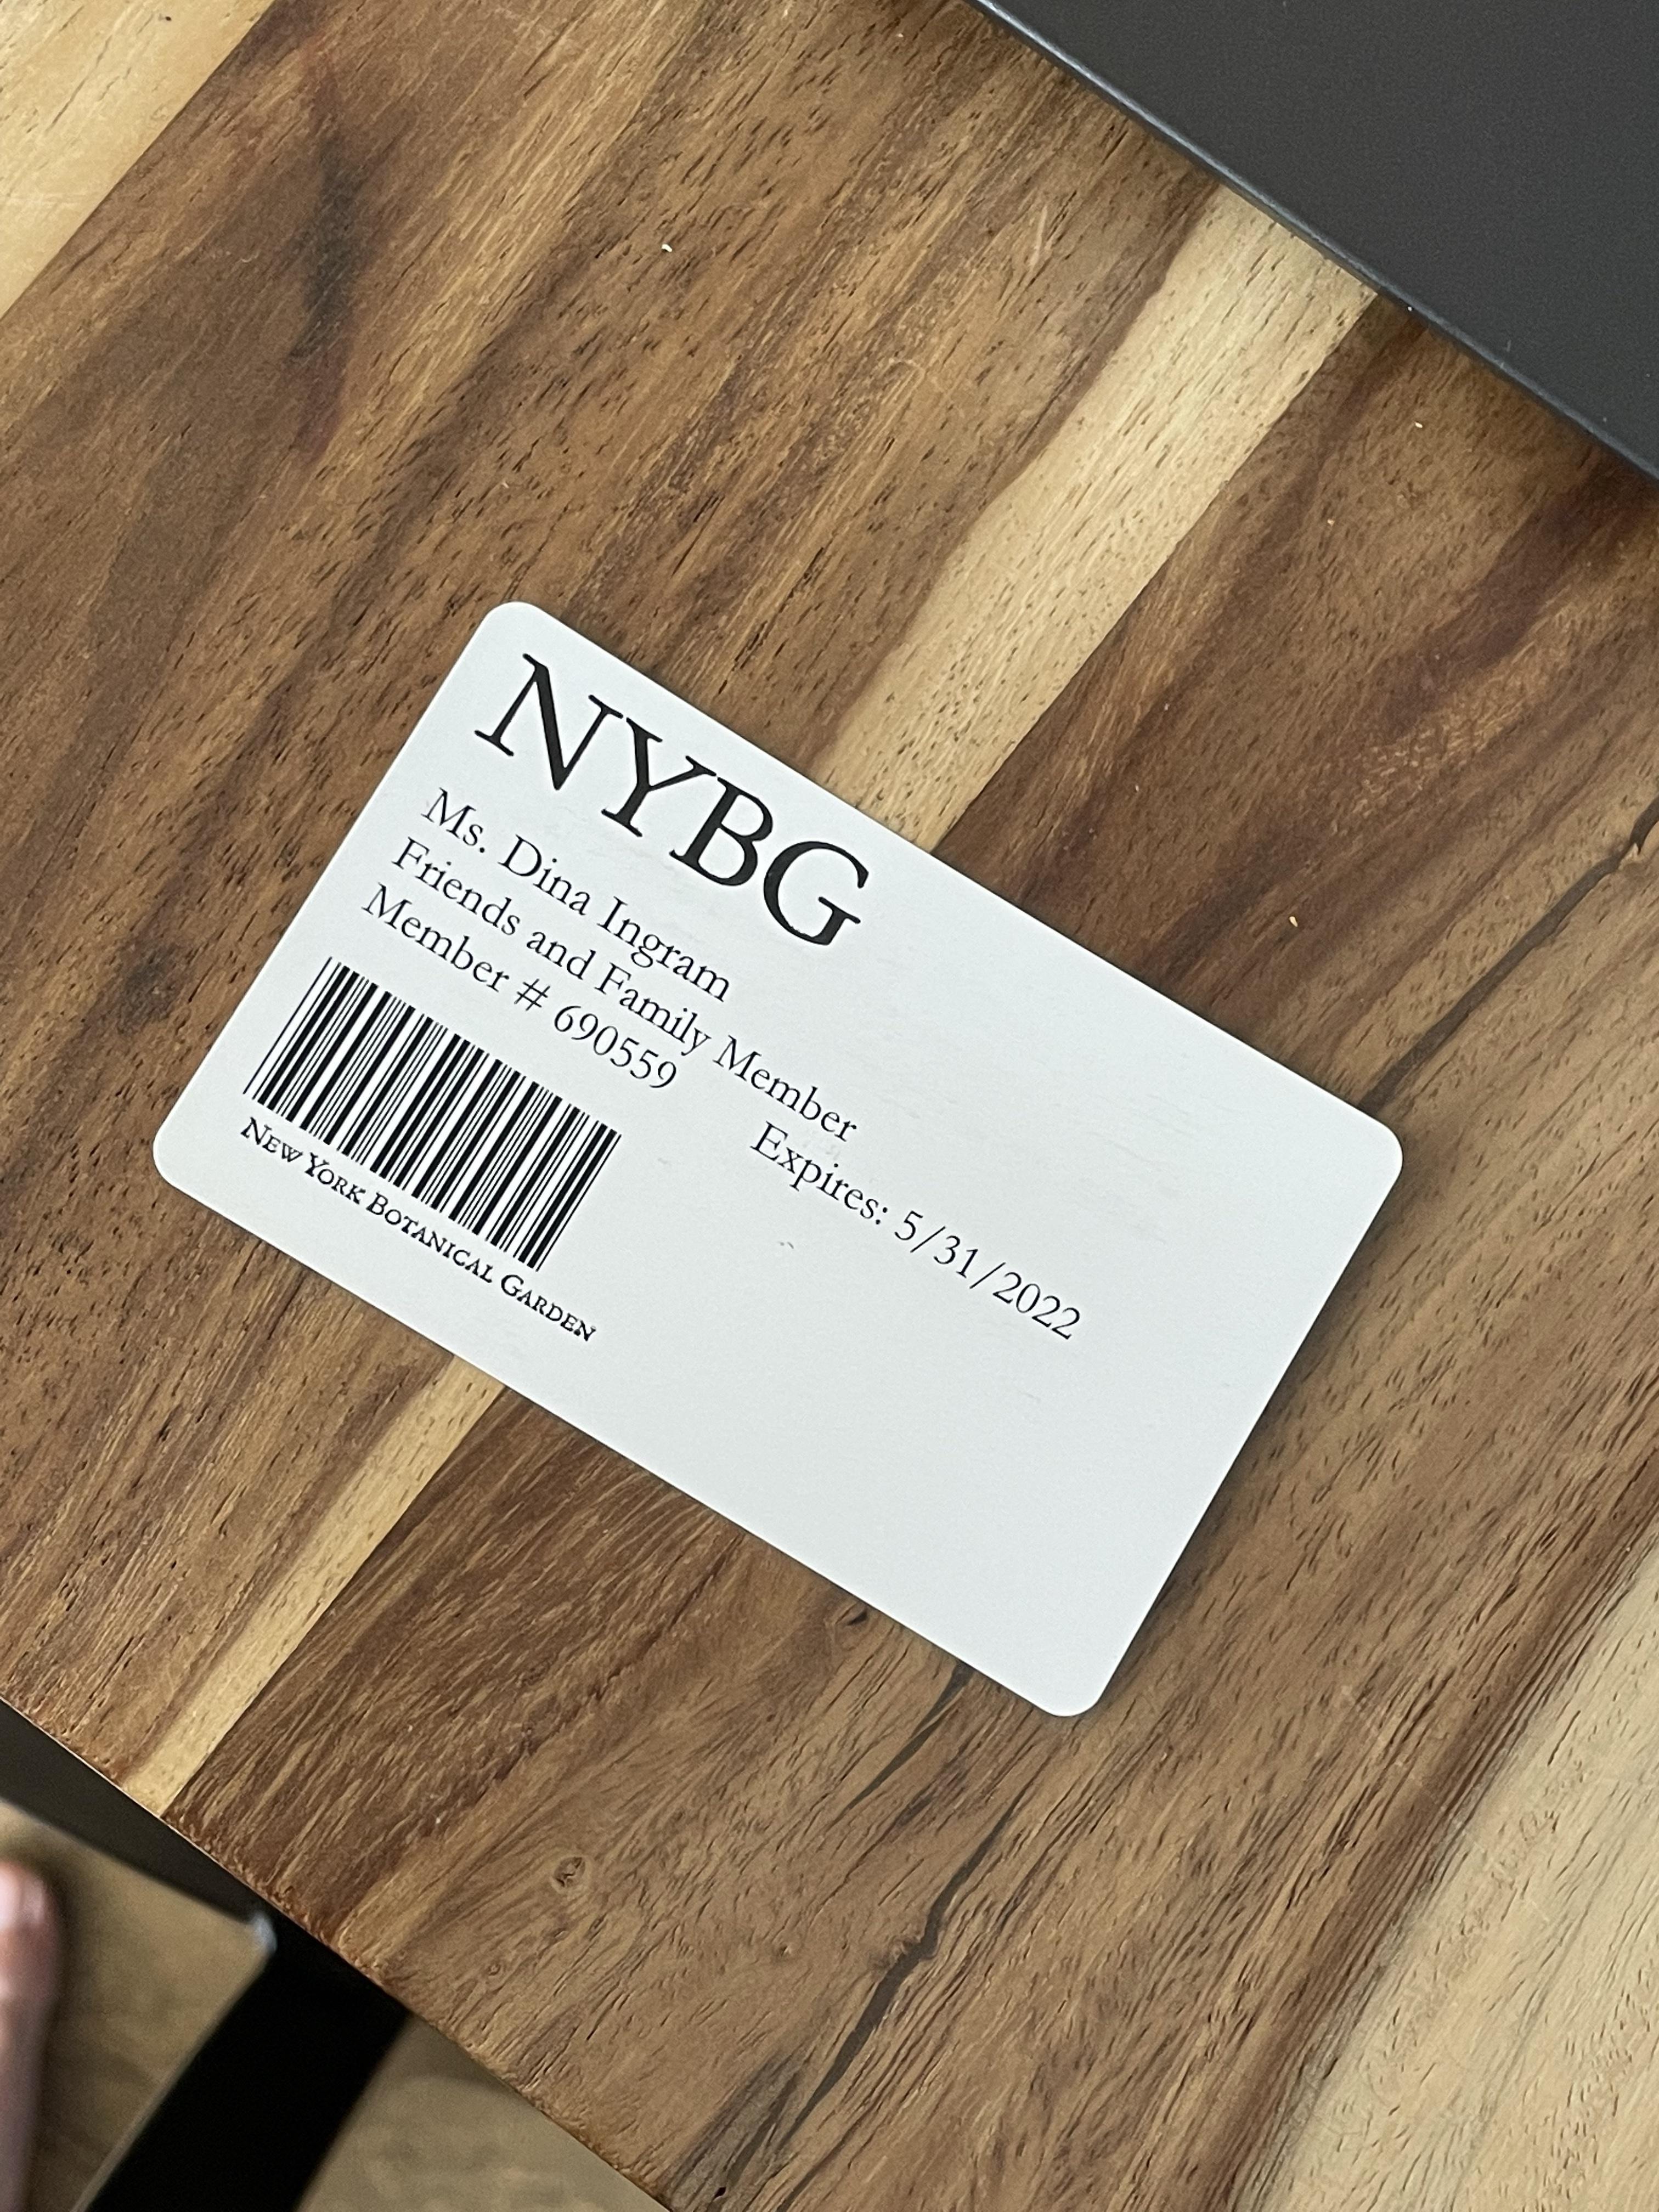 NYBG
Ms. Dina Ingram
Friends and Family Member
Member # 690559
Expires: 5/31/2022
NEW YORK BOTANICAL GARDEN